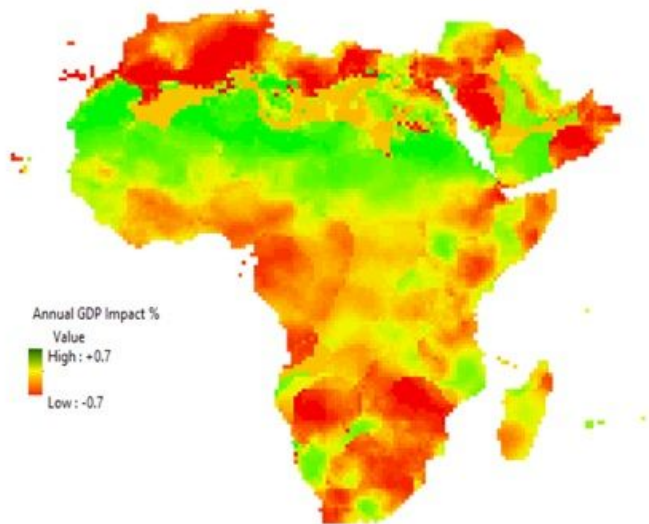 Annual GDP Impact %
Value
High : +0.7
Low : -0.7